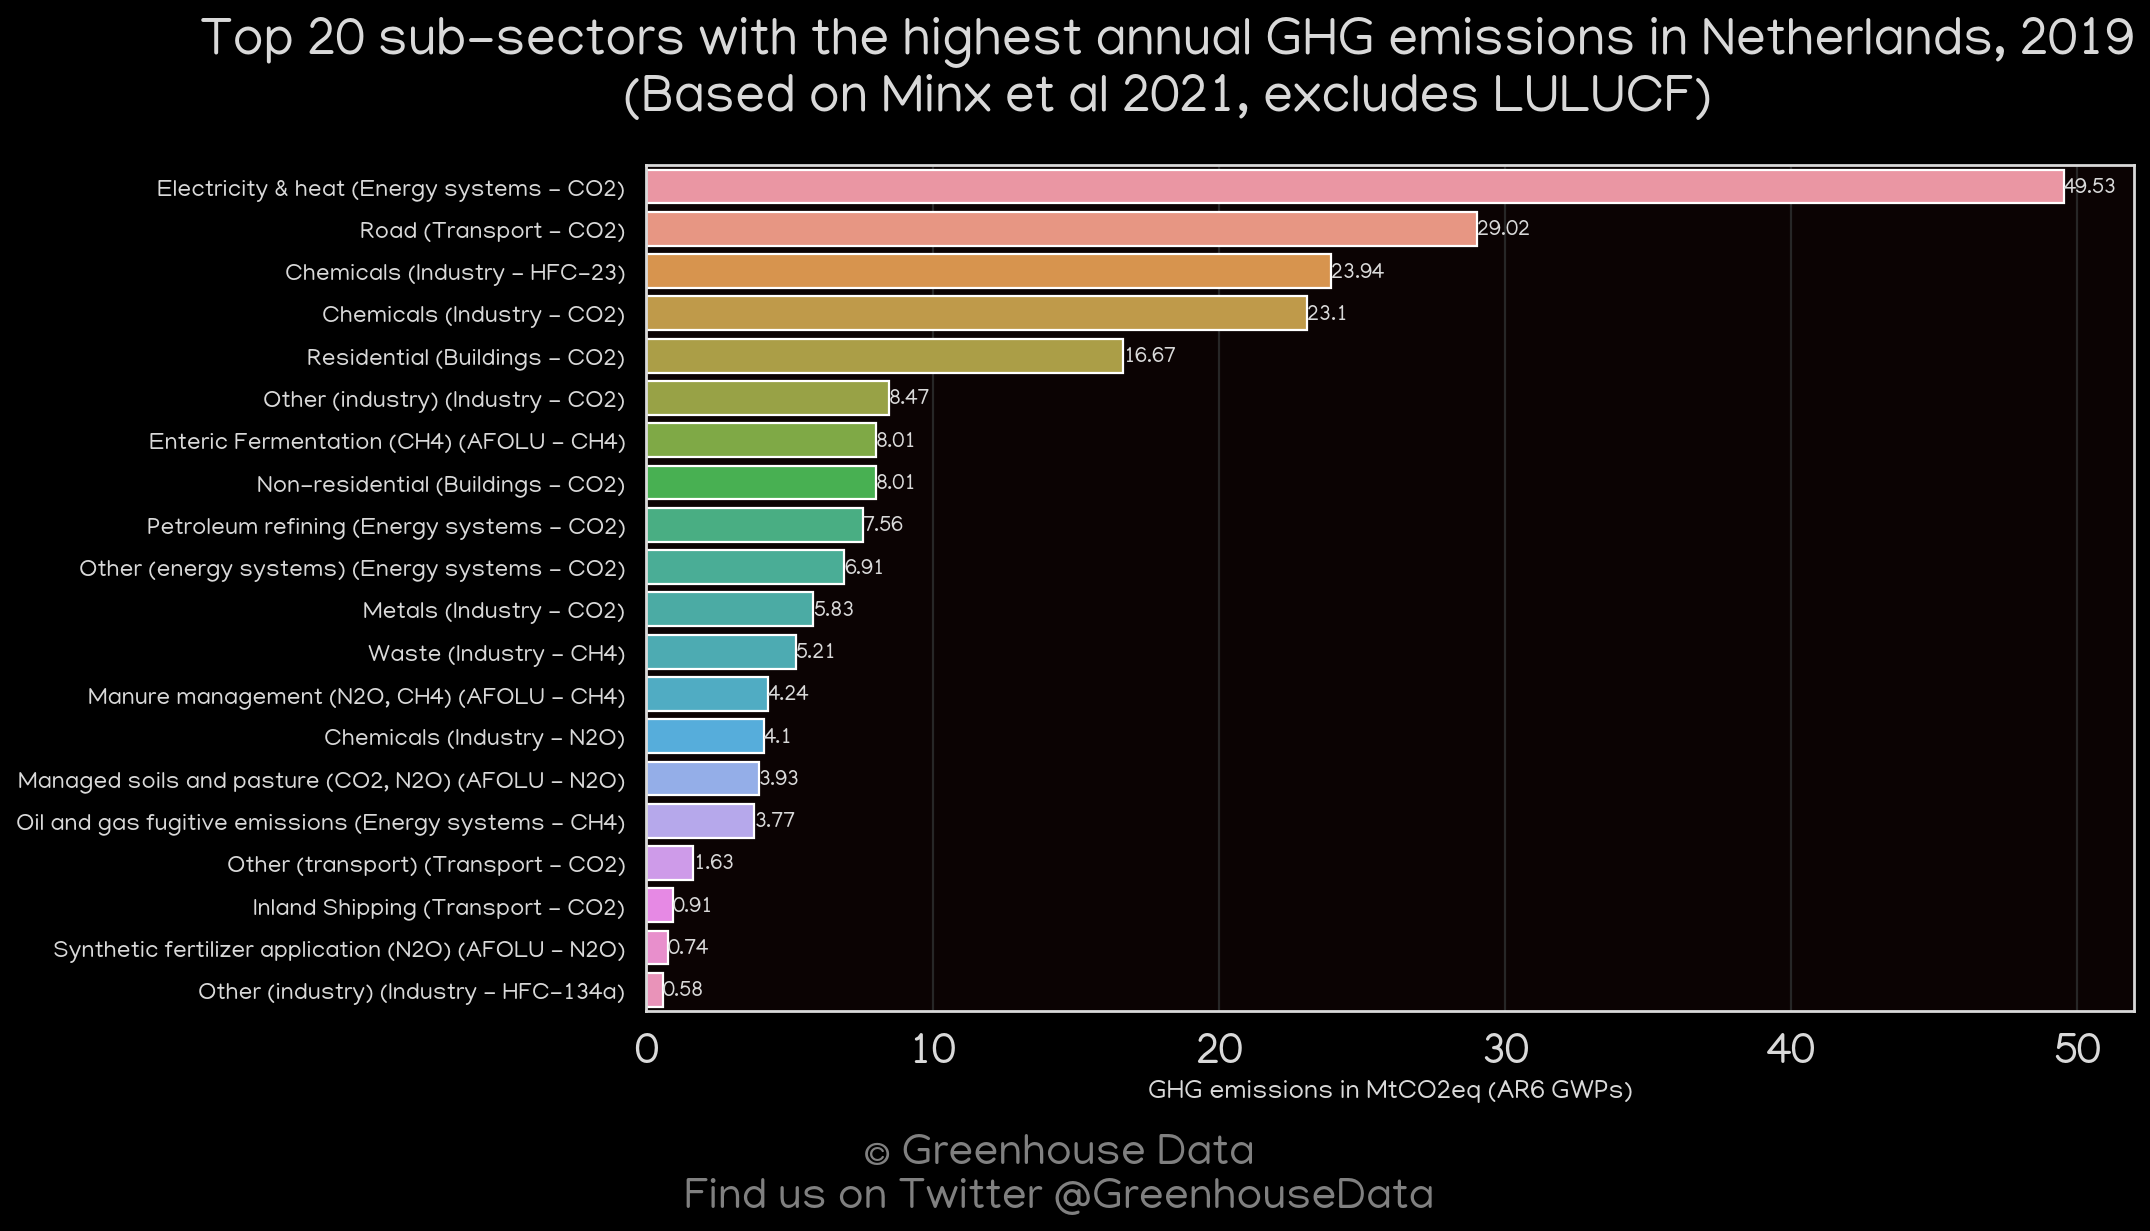 Top 20 sub-sectors with the highest annual GHG emissions in Netherlands, 2019
(Based on Minx et al 2021, excludes LULUCF)
Electricity & heat (Energy systems - CO2) 49.53
Road (Transport - CO2) 29.02
Chemicals (Industry - HFC-23) 23.94
Chemicals (Industry - CO2) 23.1
Residential (Buildings - CO2) 16.67
Other (industry) (Industry - CO2) 8.47
Enteric Fermentation (CH4) (AFOLU - CH4) 8.01
Non-residential (Buildings - CO2) 8.01
Petroleum refining (Energy systems - CO2) 7.56
Other (energy systems) (Energy systems - CO2) 6.91
Metals (Industry - CO2) 5.83
Waste (Industry - CH4) 5.21
Manure management (N2O, CH4) (AFOLU - CH4) 4.24
Chemicals (Industry - N2O) 4.1
Managed soils and pasture (CO2, N2O) (AFOLU - N2O) 3.93
Oil and gas fugitive emissions (Energy systems - CH4) 3.77
Other (transport) (Transport - CO2) 1.63
Inland Shipping (Transport - CO2) 0.91
Synthetic fertilizer application (N2O) (AFOLU - N2O) 0.74
Other (industry) (Industry - HFC-134a) 0.58
0 10 20 30 40 50
GHG emissions in MtCO2eq (AR6 GWPs)
© Greenhouse Data
Find us on Twitter @GreenhouseData